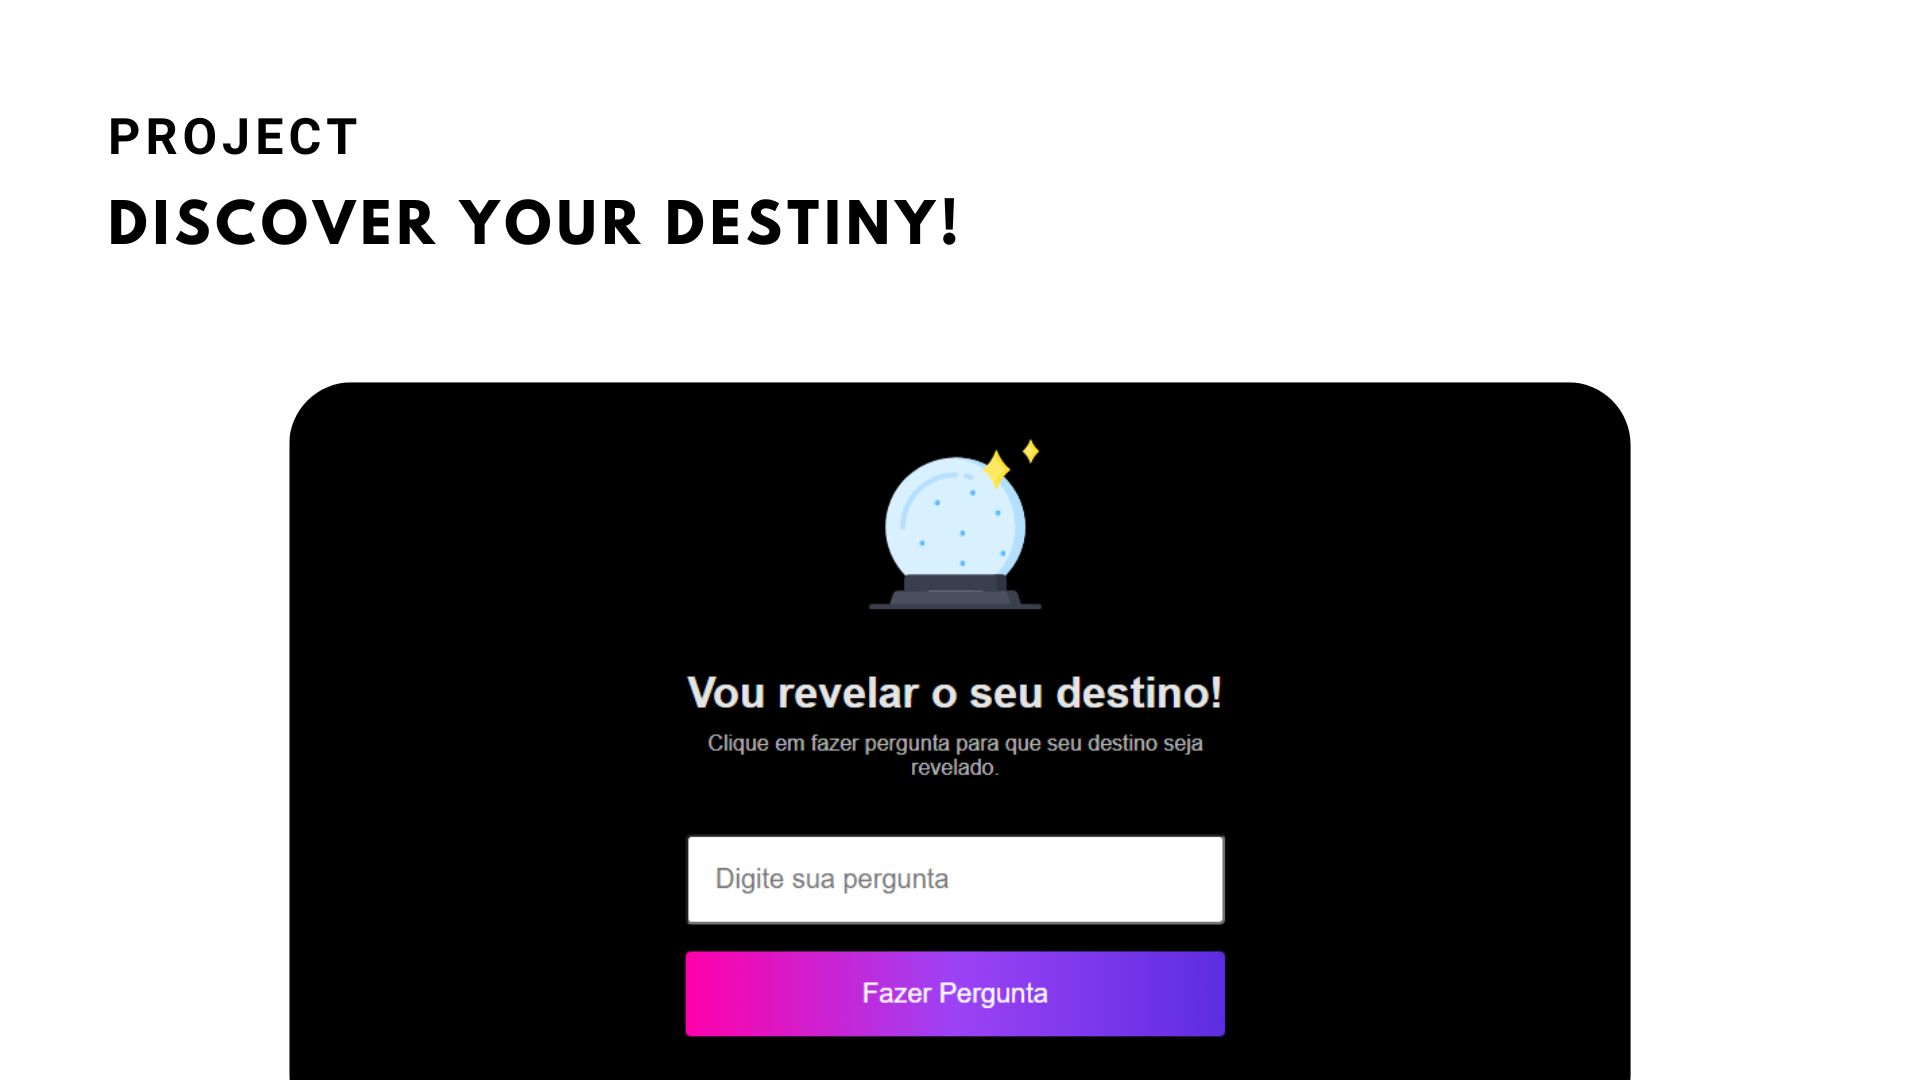 PROJECT
DISCOVER YOUR DESTINY!
Vou revelar o seu destino!
Clique em fazer pergunta para que seu destino seja
revelado.
Digite sua pergunta
Fazer Pergunta